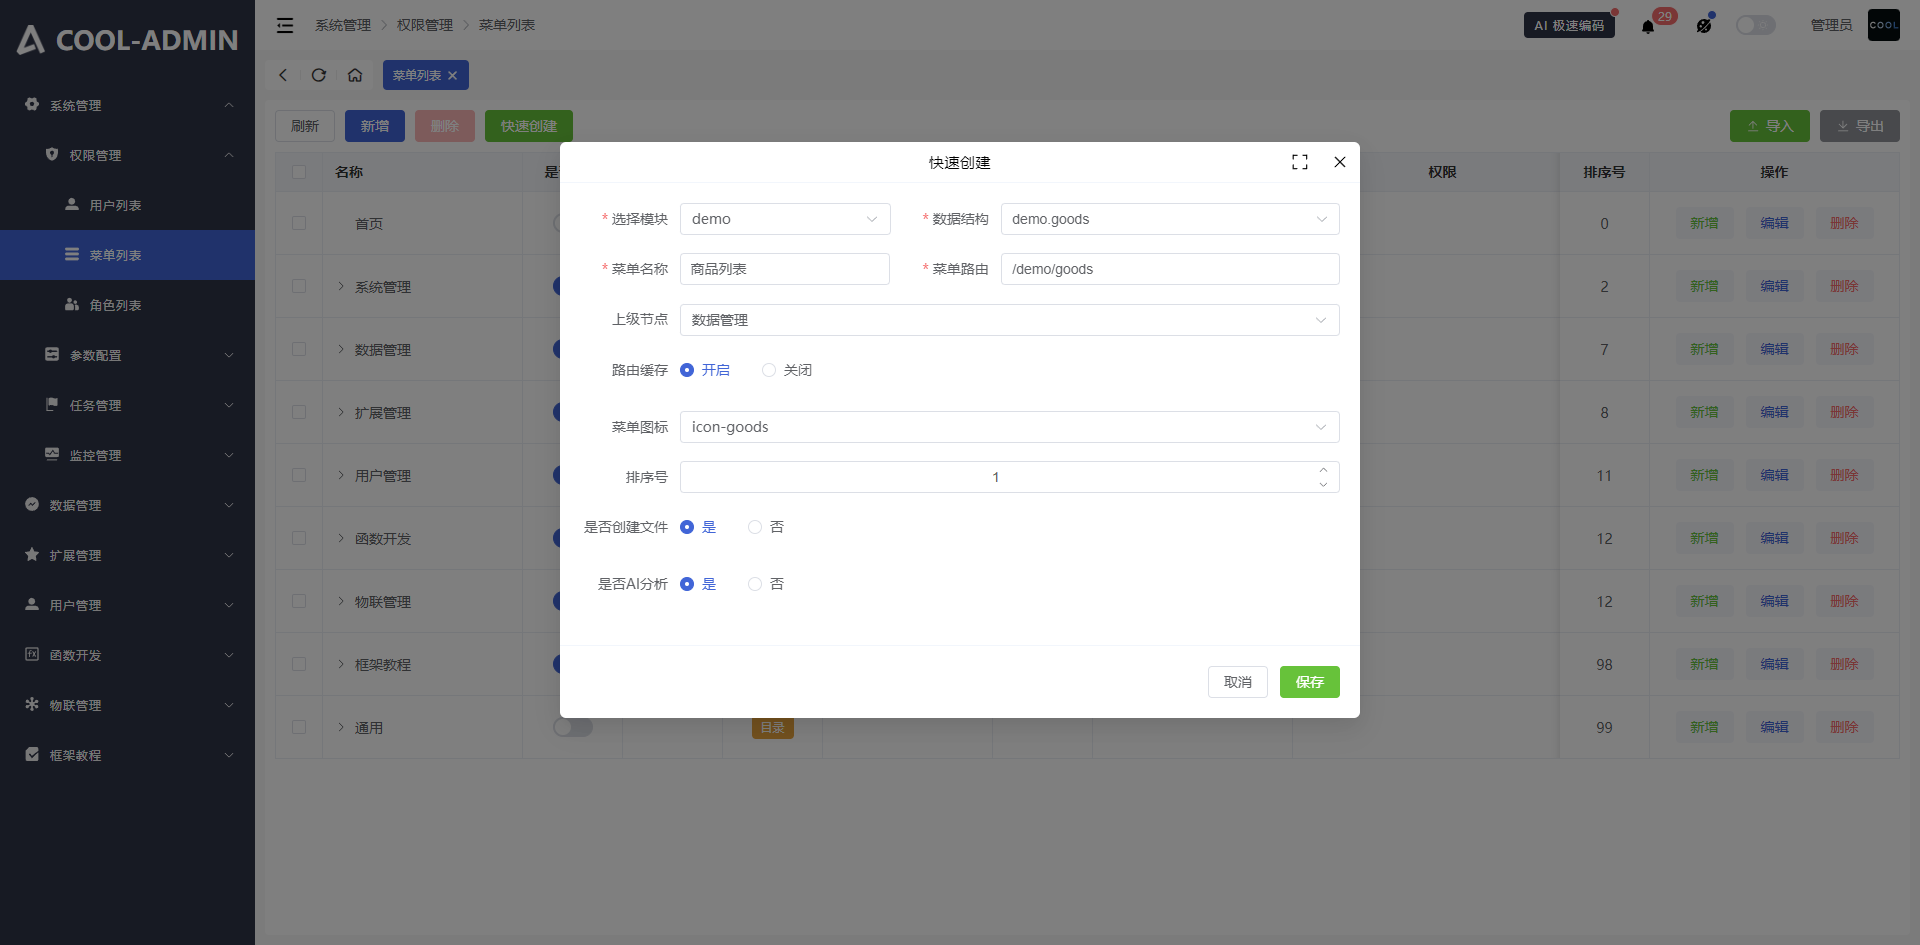 COOL-ADMIN
系统管理
权限管理
用户列表
菜单列表
角色列表
参数配置
任务管理
监控管理
数据管理
扩展管理
用户管理
函数开发
物联管理
框架教程
系统管理 > 权限管理 > 菜单列表
AI 极速编码
29
管理员
COOL
菜单列表
刷新 新增 删除 快速创建
导入 导出
名称 是 权限 排序号 操作
首页 0 新增 编辑 删除
系统管理 2 新增 编辑 删除
数据管理 7 新增 编辑 删除
扩展管理 8 新增 编辑 删除
用户管理 11 新增 编辑 删除
函数开发 12 新增 编辑 删除
物联管理 12 新增 编辑 删除
框架教程 98 新增 编辑 删除
通用 目录 99 新增 编辑 删除
快速创建
*选择模块 demo *数据结构 demo.goods
*菜单名称 商品列表 *菜单路由 /demo/goods
上级节点 数据管理
路由缓存 开启 关闭
菜单图标 icon-goods
排序号 1
是否创建文件 是 否
是否AI分析 是 否
取消 保存